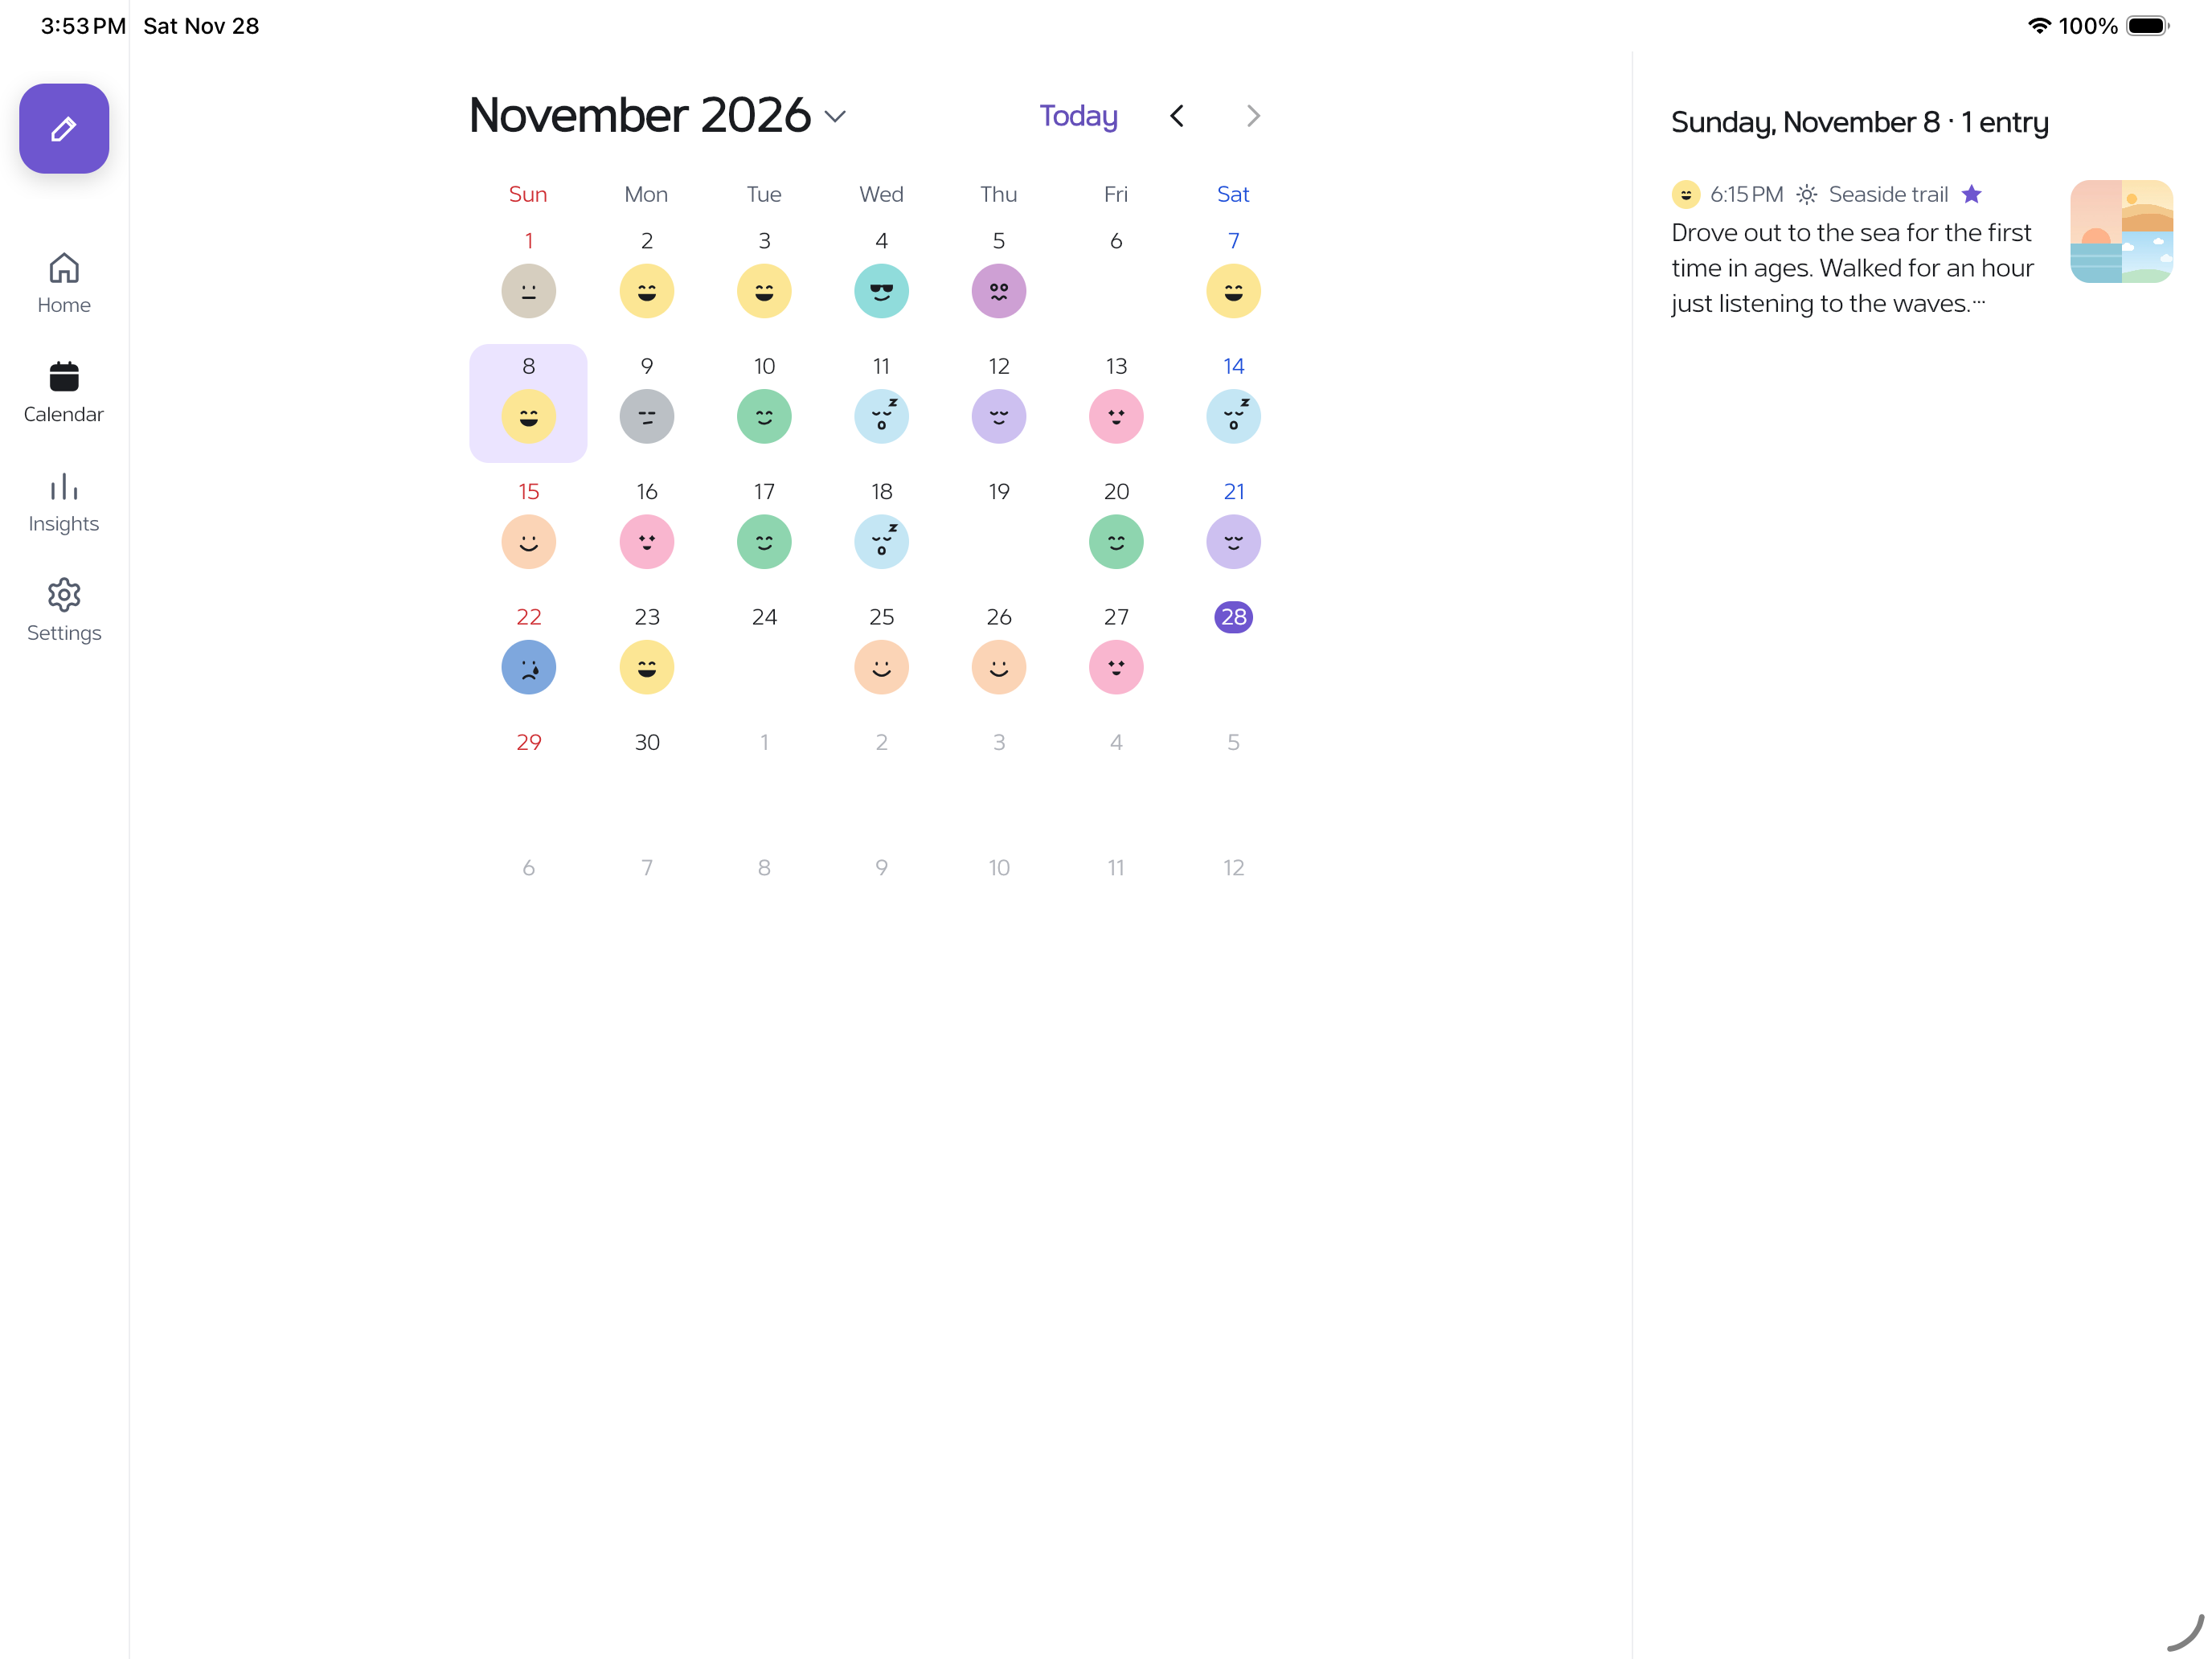 3:53 PM Sat Nov 28
100%
Home
Calendar
Insights
Settings
November 2026
Today
Sun Mon Tue Wed Thu Fri Sat
1 2 3 4 5 6 7
8 9 10 11 12 13 14
15 16 17 18 19 20 21
22 23 24 25 26 27 28
29 30 1 2 3 4 5
6 7 8 9 10 11 12
Sunday, November 8 · 1 entry
6:15 PM Seaside trail
Drove out to the sea for the first
time in ages. Walked for an hour
just listening to the waves.…